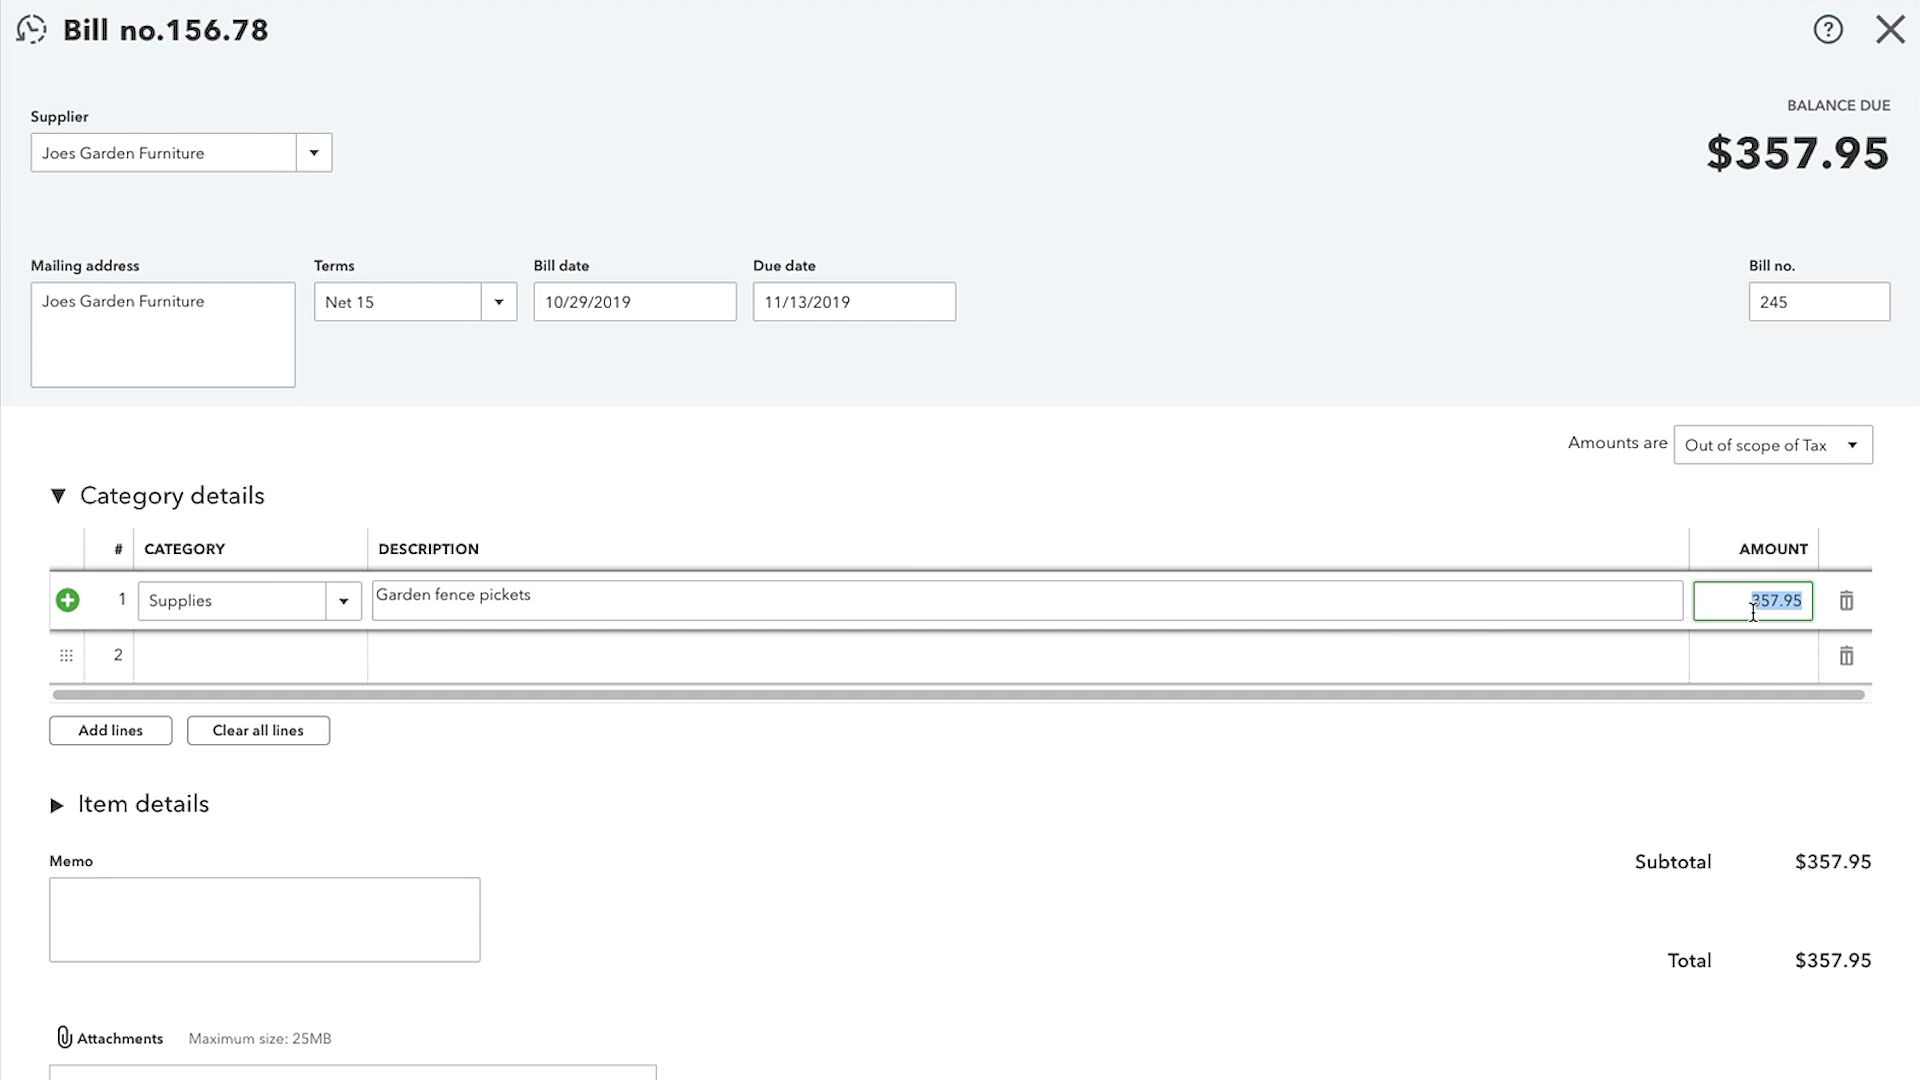 Bill no.156.78
?
Supplier
BALANCE DUE
Joes Garden Furniture
$357.95
Mailing address Terms Bill date Due date Bill no.
Joes Garden Furniture Net 15 10/29/2019 11/13/2019 245
Amounts are Out of scope of Tax
Category details
# CATEGORY DESCRIPTION AMOUNT
1 Supplies Garden fence pickets 357.95
2
Add lines Clear all lines
Item details
Memo
Subtotal $357.95
Total $357.95
Attachments Maximum size: 25MB